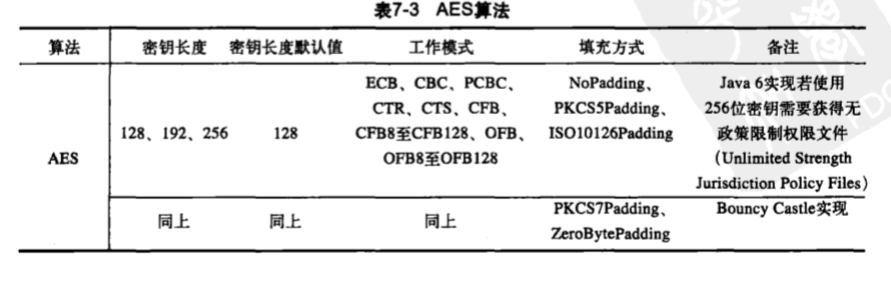 表7-3 AES算法
算法 密钥长度 密钥长度默认值 工作模式 填充方式 备注
AES
128、192、256
128
ECB、CBC、PCBC、
CTR、CTS、CFB、
CFB8至CFB128、OFB、
OFB8至OFB128
NoPadding、
PKCS5Padding、
ISO10126Padding
Java 6实现若使用
256位密钥需要获得无
政策限制权限文件
(Unlimited Strength
Jurisdiction Policy Files)
同上
同上
同上
PKCS7Padding、
ZeroBytePadding
Bouncy Castle实现